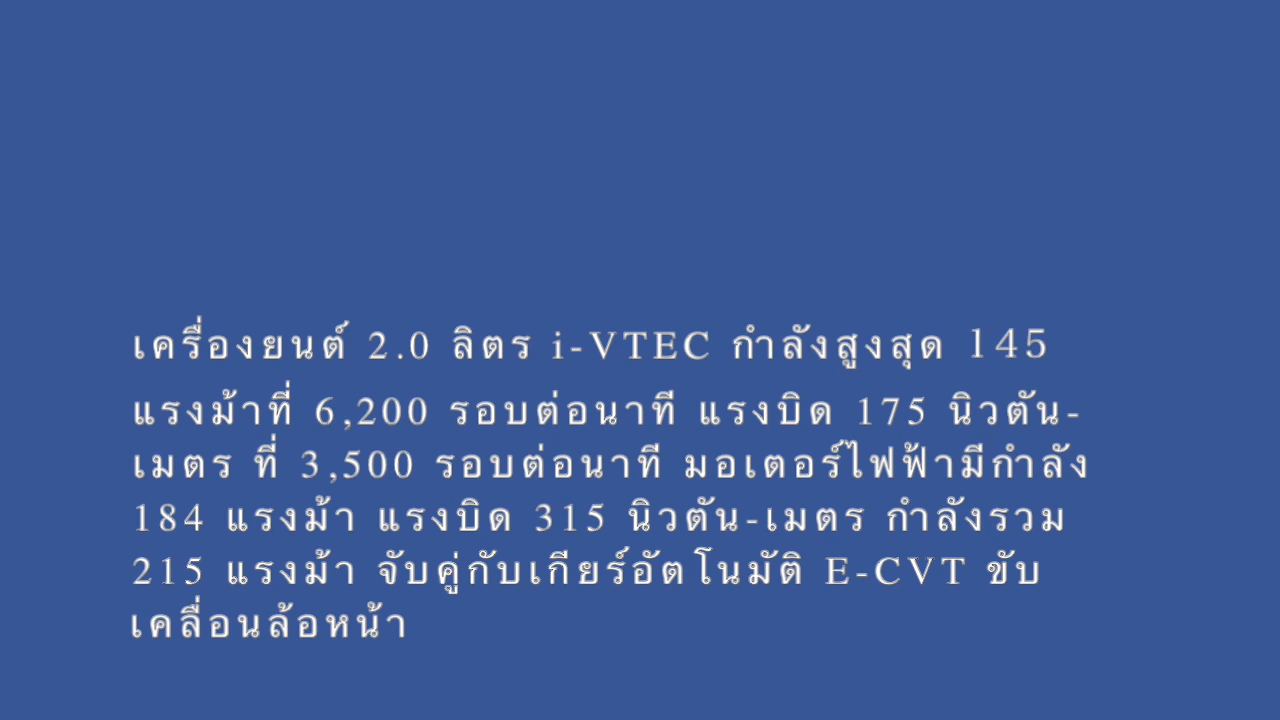 เครื่องยนต์ 2.0 ลิตร i-VTEC กำลังสูงสุด 145
แรงม้าที่ 6,200 รอบต่อนาที แรงบิด 175 นิวตัน-
เมตร ที่ 3,500 รอบต่อนาที มอเตอร์ไฟฟ้ามีกำลัง
184 แรงม้า แรงบิด 315 นิวตัน-เมตร กำลังรวม
215 แรงม้า จับคู่กับเกียร์อัตโนมัติ E-CVT ขับ
เคลื่อนล้อหน้า